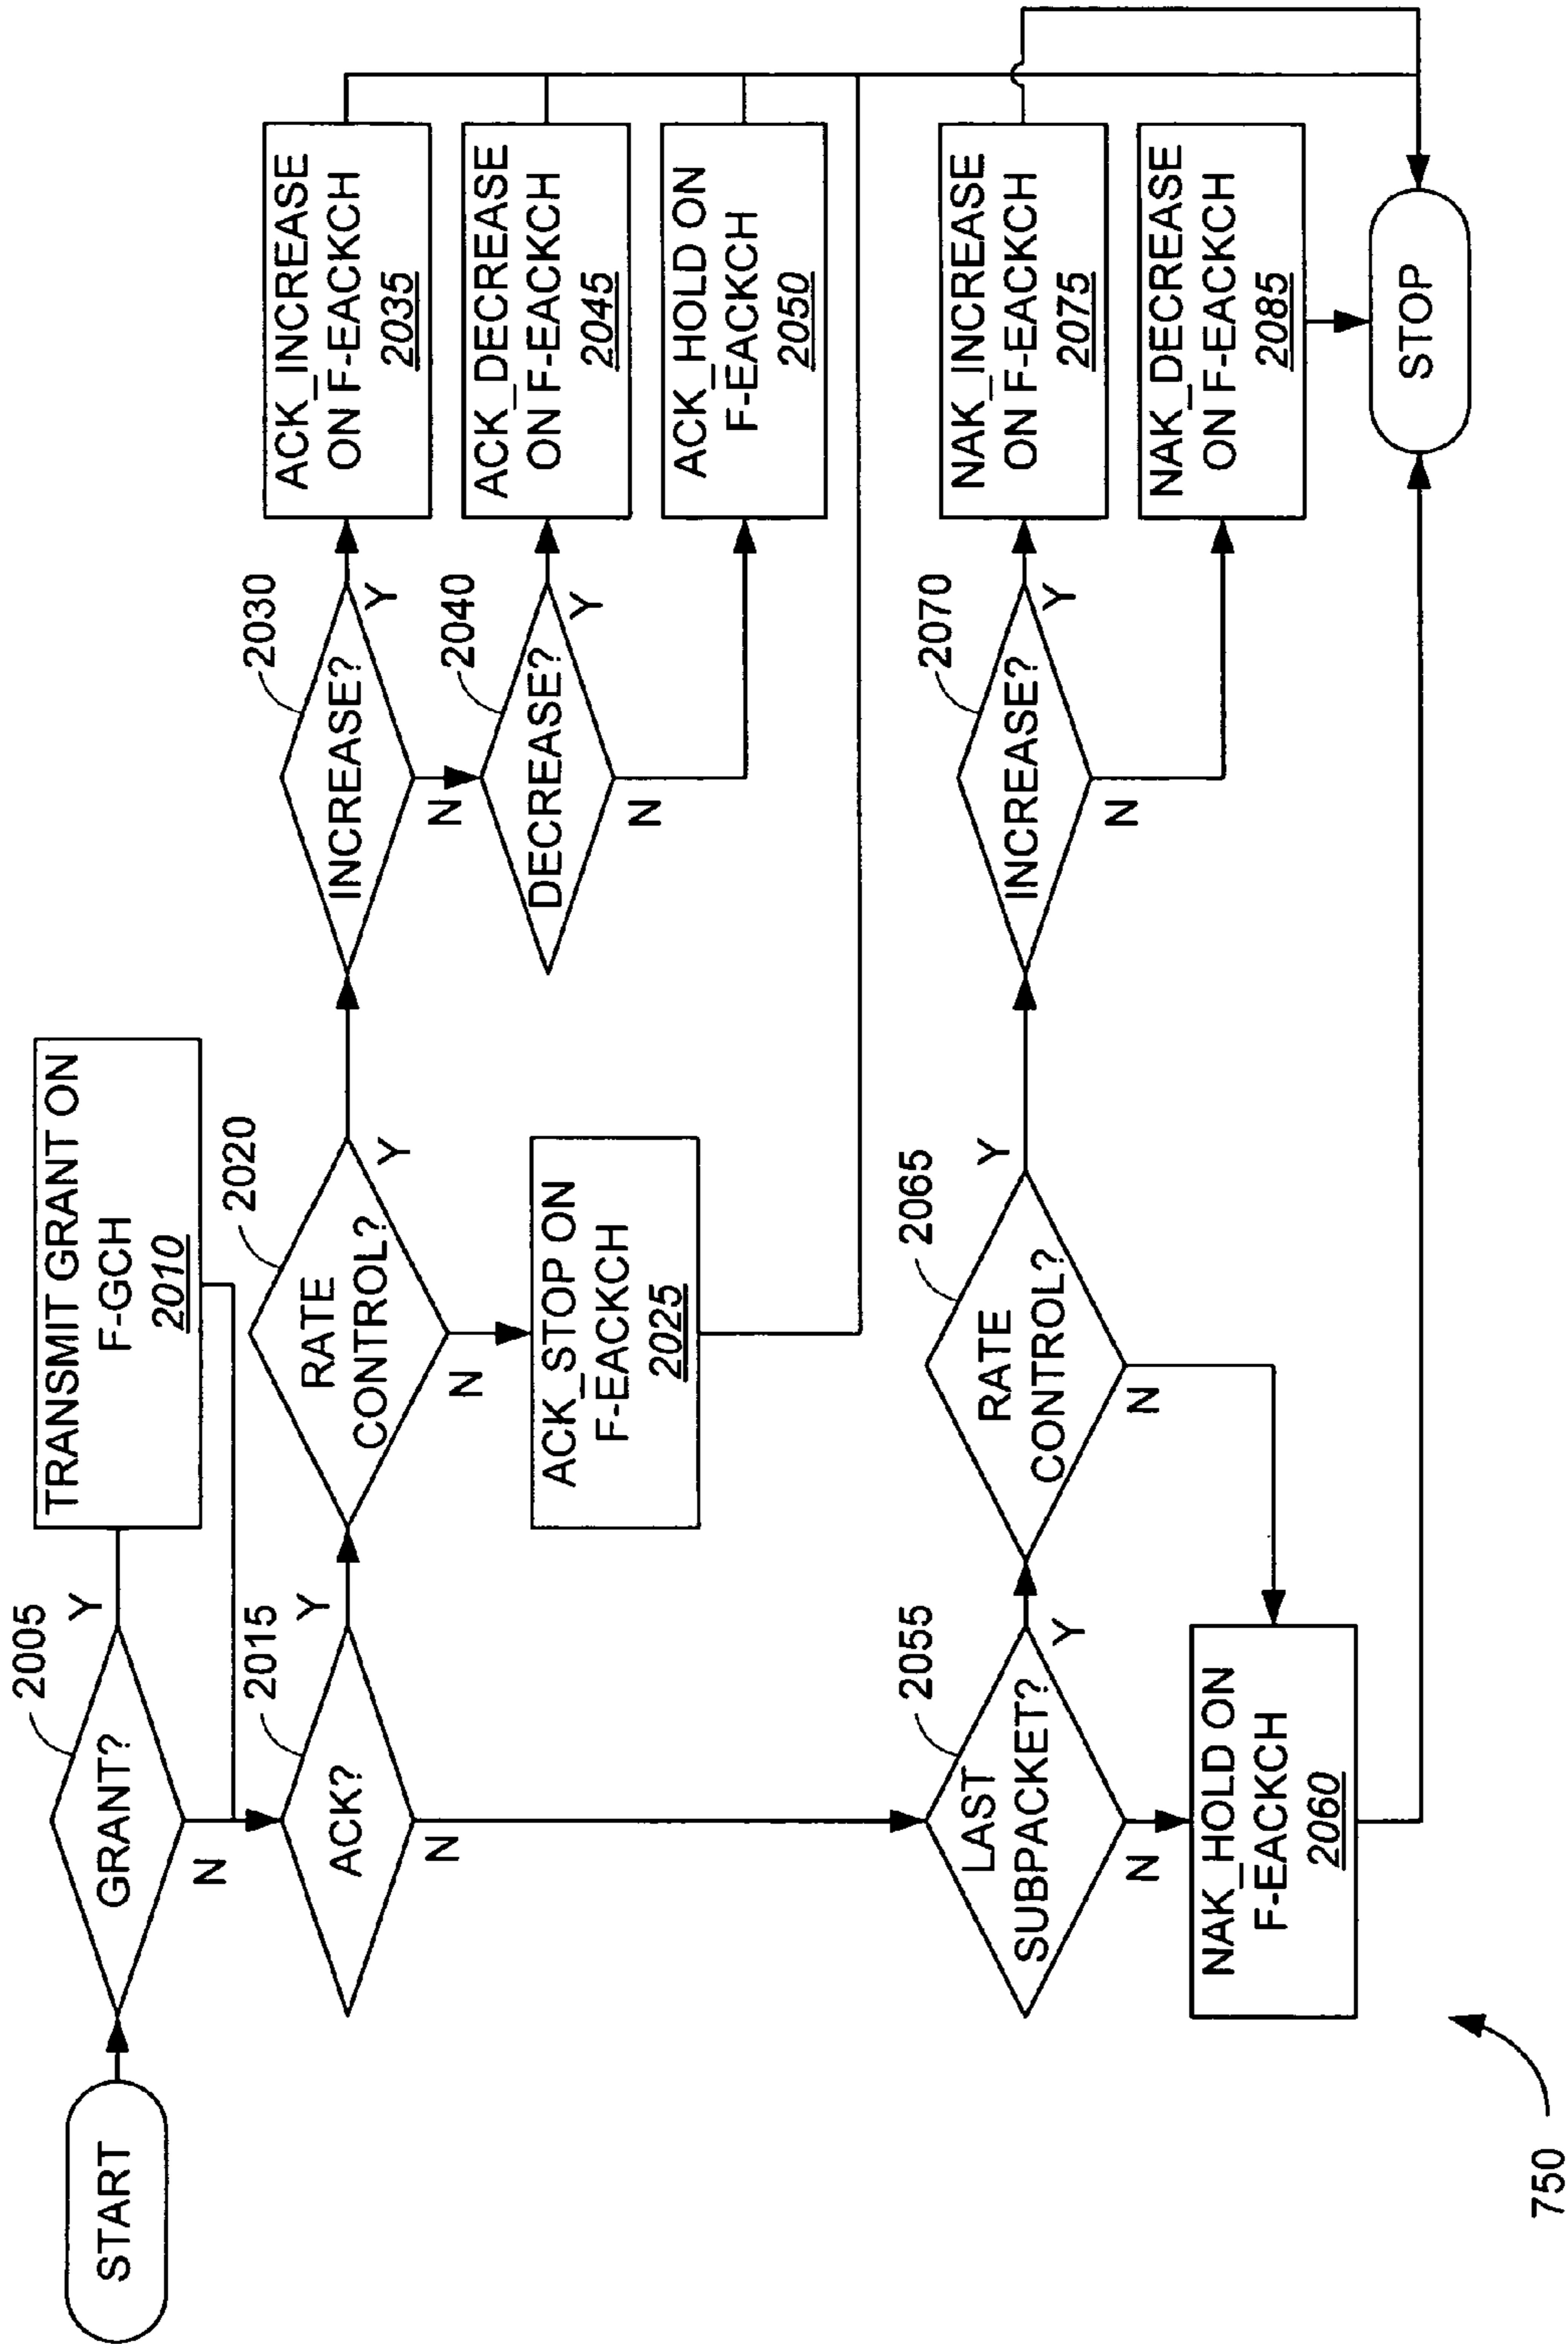 START
GRANT?
2005
Y
N
TRANSMIT GRANT ON
F-GCH
2010
ACK?
2015
Y
N
RATE
CONTROL?
2020
Y
N
ACK_STOP ON
F-EACKCH
2025
INCREASE?
2030
Y
N
ACK_INCREASE
ON F-EACKCH
2035
DECREASE?
2040
Y
N
ACK_DECREASE
ON F-EACKCH
2045
ACK_HOLD ON
F-EACKCH
2050
LAST
SUBPACKET?
2055
Y
N
NAK_HOLD ON
F-EACKCH
2060
RATE
CONTROL?
2065
Y
N
INCREASE?
2070
Y
N
NAK_INCREASE
ON F-EACKCH
2075
NAK_DECREASE
ON F-EACKCH
2085
STOP
750